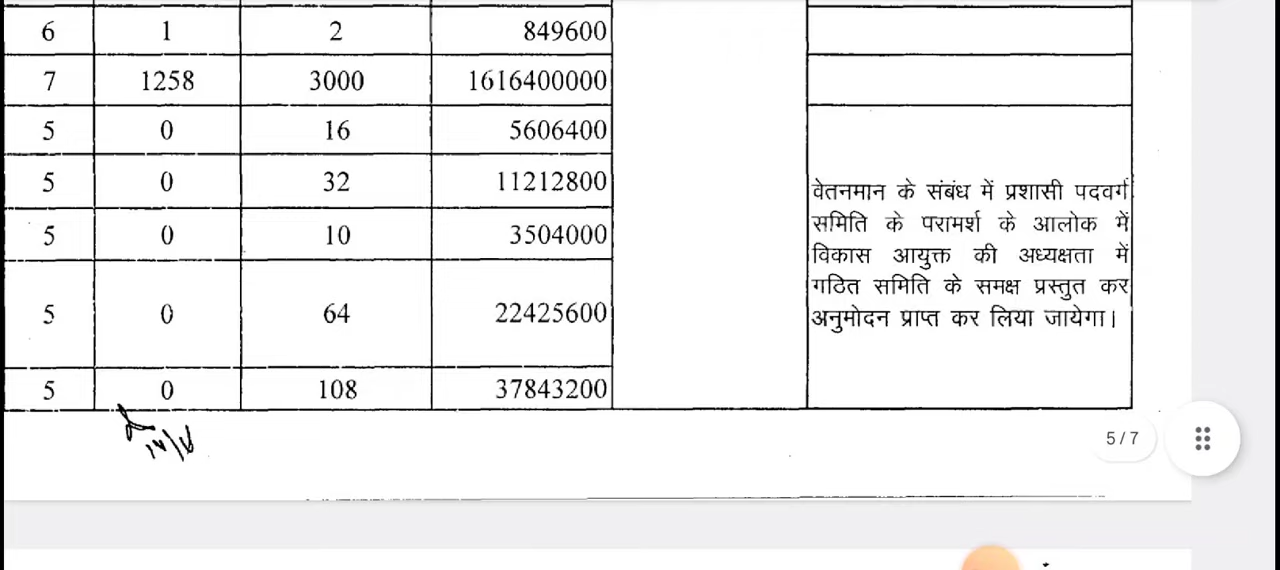 6 1 2 849600
7 1258 3000 1616400000
5 0 16 5606400
5 0 32 11212800
5 0 10 3504000
5 0 64 22425600
5 0 108 37843200
वेतनमान के संबंध में प्रशासी पदवर्ग
समिति के परामर्श के आलोक में
विकास आयुक्त की अध्यक्षता में
गठित समिति के समक्ष प्रस्तुत कर
अनुमोदन प्राप्त कर लिया जायेगा।
5 / 7